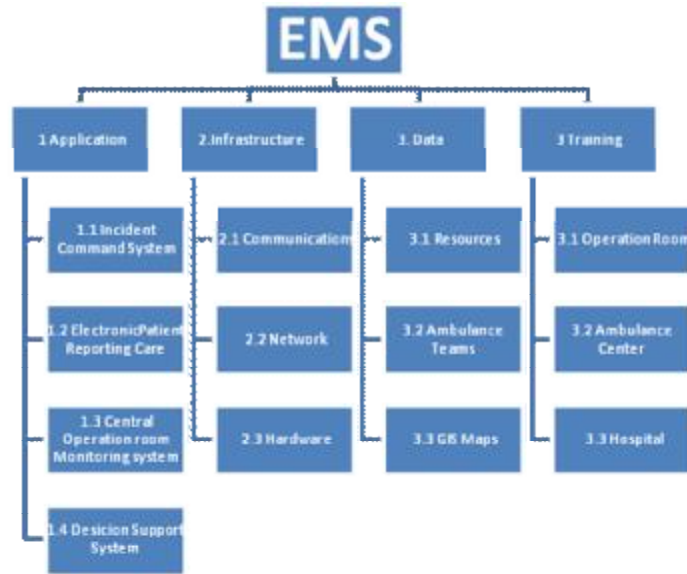 EMS
1 Application
2.Infrastructure
3. Data
3 Training
1.1 Incident
Command System
2.1 Communication
3.1 Resources
3.1 Operation Room
1.2 ElectronicPatient
Reporting Care
2.2 Network
3.2 Ambulance
Teams
3.2 Ambulance
Center
1.3 Central
Operation room
Monitoring system
2.3 Hardware
3.3 GIS Maps
3.3 Hospital
1.4 Desicion Support
System